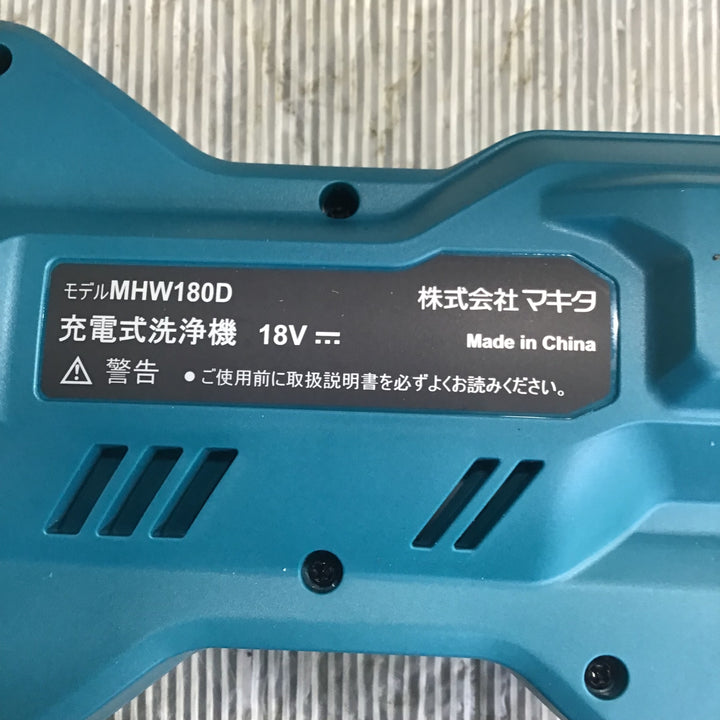 モデルMHW180D
株式会社マキタ
充電式洗浄機 18V ⎓
Made in China
⚠ 警告 ●ご使用前に取扱説明書を必ずよくお読みください。